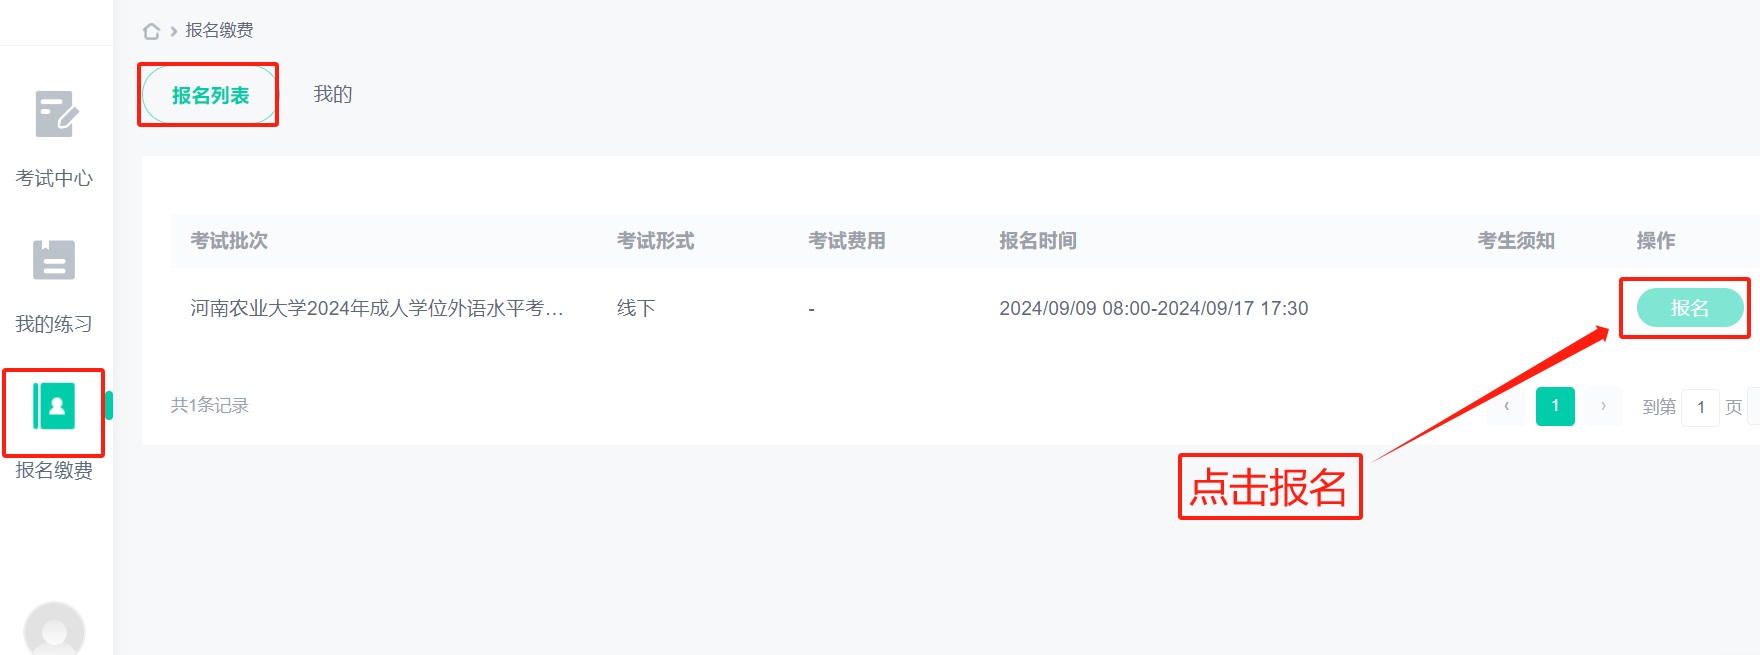 报名缴费
报名列表
我的
考试中心
我的练习
报名缴费
考试批次 考试形式 考试费用 报名时间 考生须知 操作
河南农业大学2024年成人学位外语水平考... 线下 - 2024/09/09 08:00-2024/09/17 17:30 报名
共1条记录
‹ 1 › 到第 1 页
点击报名